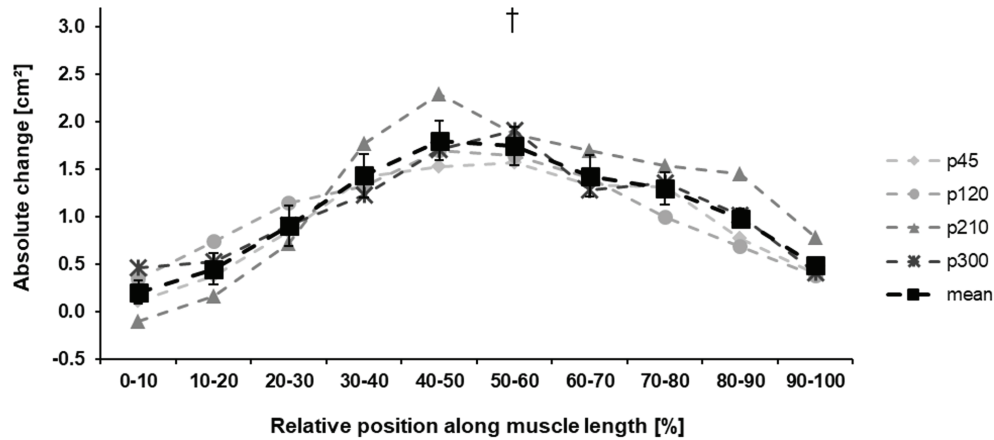 †
3.0
2.5
2.0
1.5
1.0
0.5
0.0
-0.5
Absolute change [cm²]
0-10 10-20 20-30 30-40 40-50 50-60 60-70 70-80 80-90 90-100
Relative position along muscle length [%]
p45
p120
p210
p300
mean